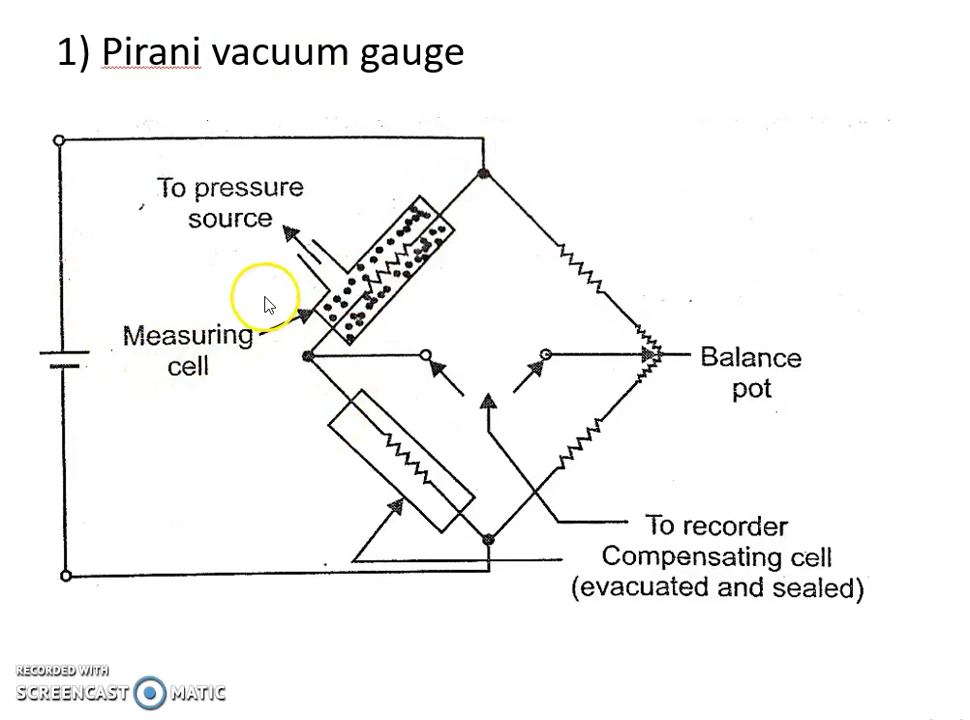 1) Pirani vacuum gauge
To pressure
source
Measuring
cell
Balance
pot
To recorder
Compensating cell
(evacuated and sealed)
RECORDED WITH
SCREENCAST MATIC